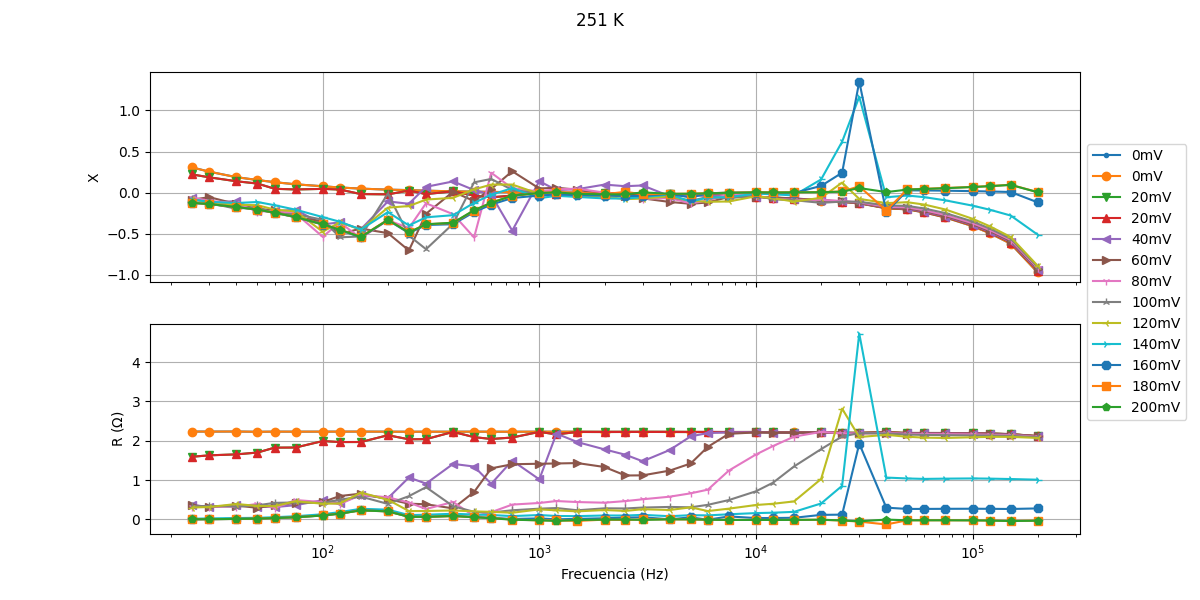 251 K
X
1.0
0.5
0.0
−0.5
−1.0
R (Ω)
4
3
2
1
0
10²
10³
10⁴
10⁵
Frecuencia (Hz)
0mV
0mV
20mV
20mV
40mV
60mV
80mV
100mV
120mV
140mV
160mV
180mV
200mV